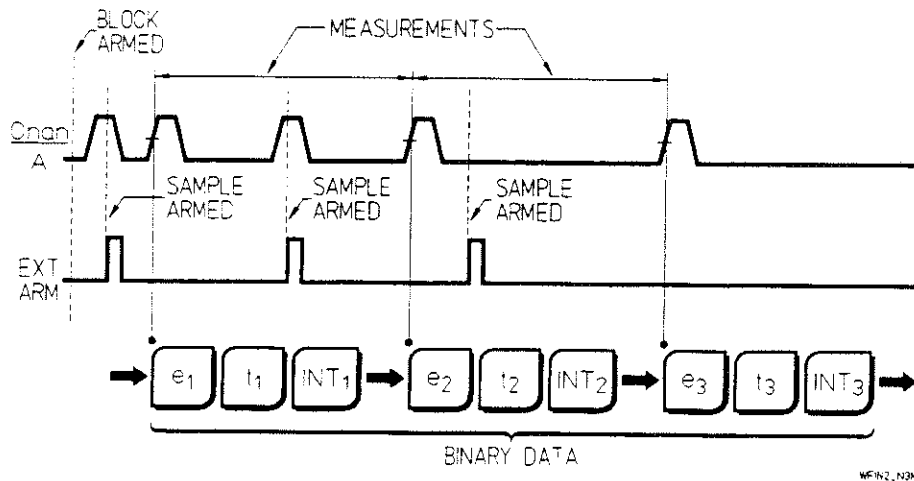 BLOCK
ARMED
MEASUREMENTS
Chan
A
SAMPLE
ARMED
SAMPLE
ARMED
SAMPLE
ARMED
EXT
ARM
e1 t1 INT1 e2 t2 INT2 e3 t3 INT3
BINARY DATA